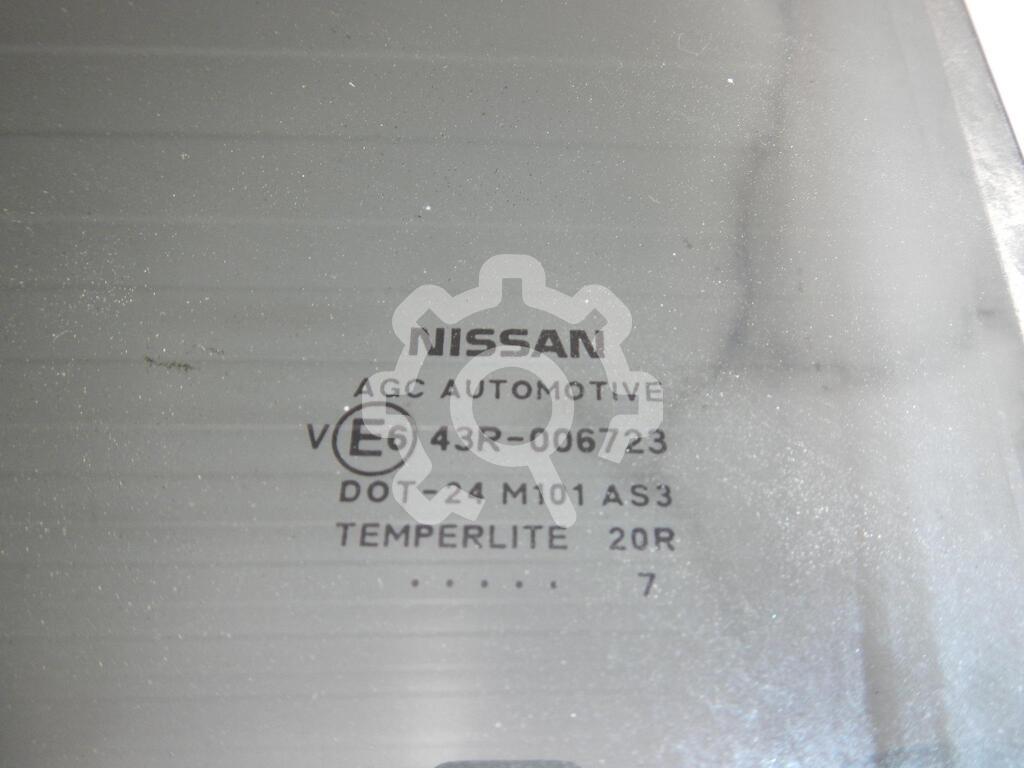 NISSAN
AGC AUTOMOTIVE
V E6 43R-006723
DOT-24 M101 AS3
TEMPERLITE 20R
. . . . . 7